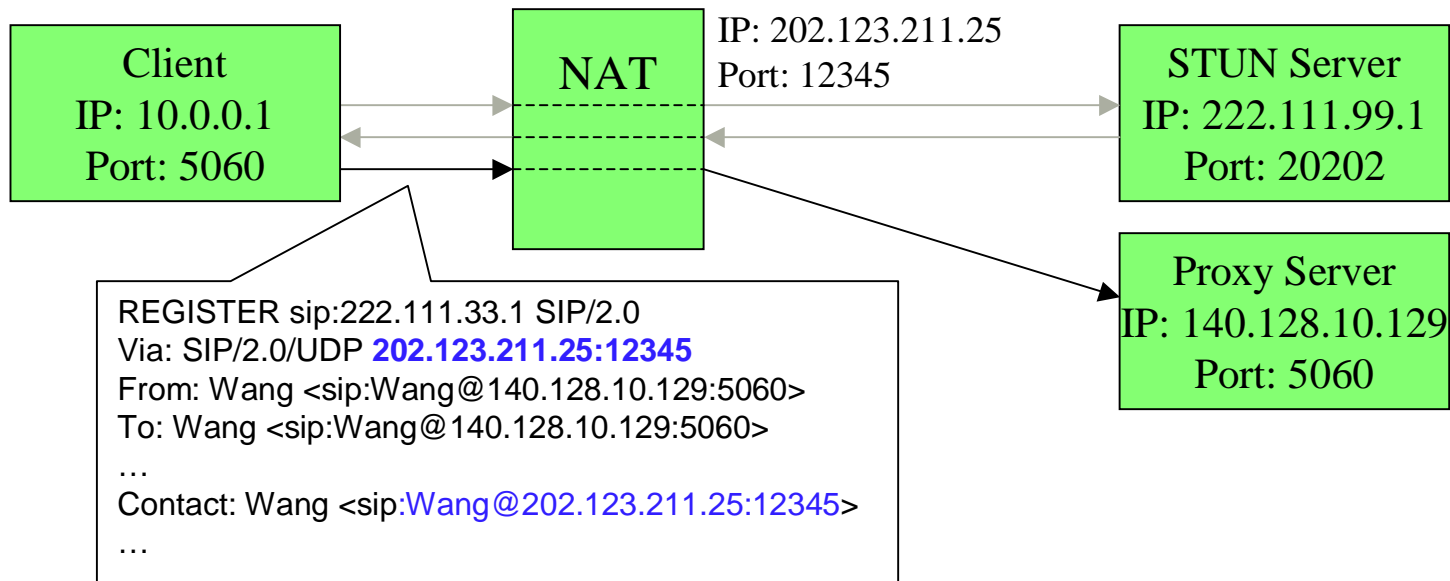 Client
IP: 10.0.0.1
Port: 5060
NAT
IP: 202.123.211.25
Port: 12345
STUN Server
IP: 222.111.99.1
Port: 20202
Proxy Server
IP: 140.128.10.129
Port: 5060
REGISTER sip:222.111.33.1 SIP/2.0
Via: SIP/2.0/UDP 202.123.211.25:12345
From: Wang <sip:Wang@140.128.10.129:5060>
To: Wang <sip:Wang@140.128.10.129:5060>
…
Contact: Wang <sip:Wang@202.123.211.25:12345>
…